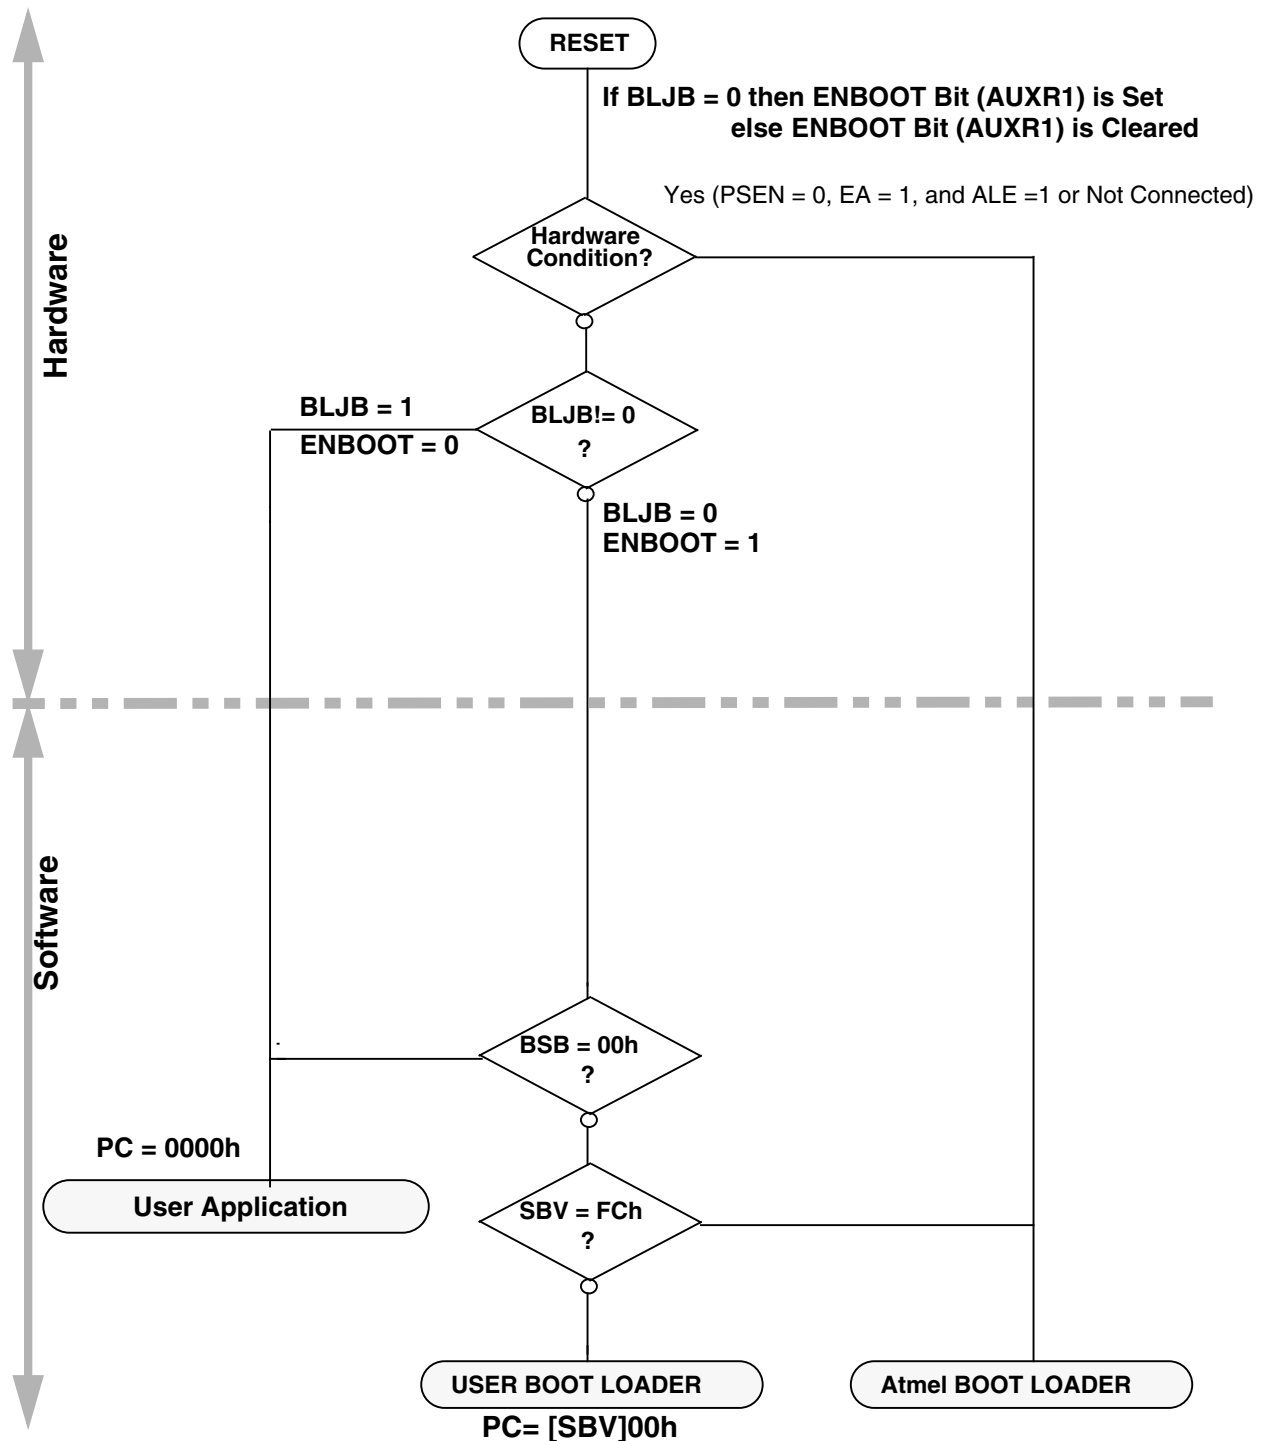 RESET
If BLJB = 0 then ENBOOT Bit (AUXR1) is Set
else ENBOOT Bit (AUXR1) is Cleared
Yes (PSEN = 0, EA = 1, and ALE =1 or Not Connected)
Hardware
Condition?
Hardware
BLJB = 1
ENBOOT = 0
BLJB!= 0
?
BLJB = 0
ENBOOT = 1
Software
BSB = 00h
?
PC = 0000h
User Application
SBV = FCh
?
USER BOOT LOADER
PC= [SBV]00h
Atmel BOOT LOADER